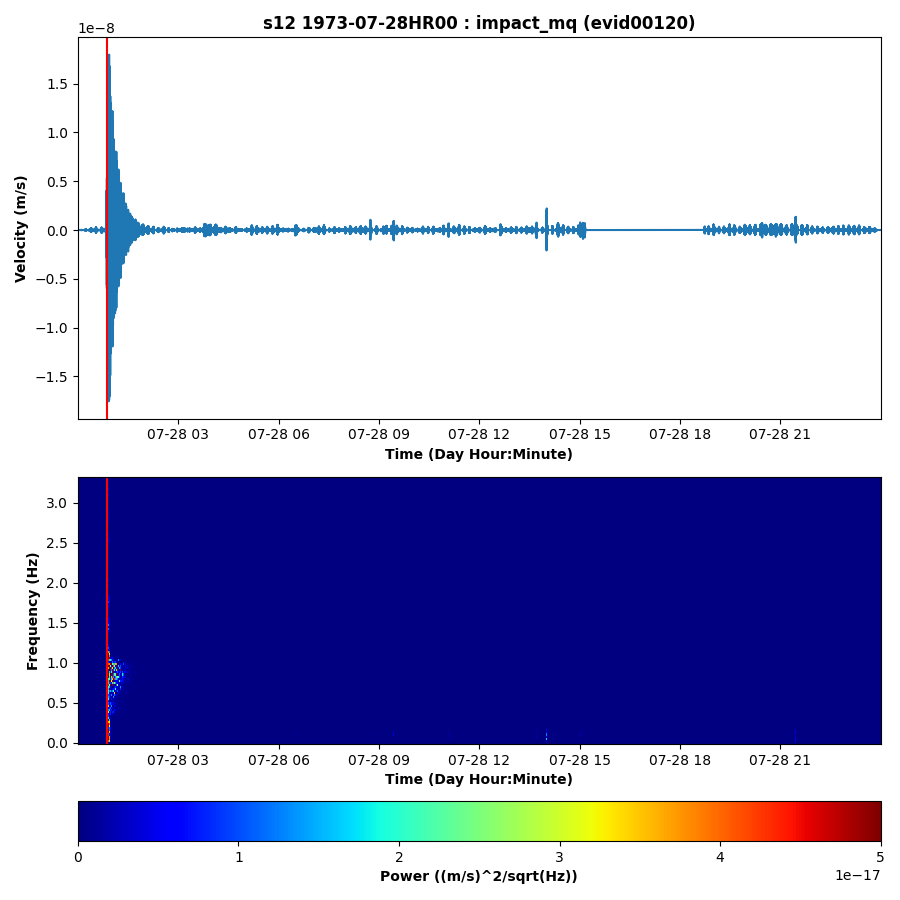 s12 1973-07-28HR00 : impact_mq (evid00120)
1e−8
1.5
1.0
0.5
0.0
−0.5
−1.0
−1.5
Velocity (m/s)
07-28 03 07-28 06 07-28 09 07-28 12 07-28 15 07-28 18 07-28 21
Time (Day Hour:Minute)
3.0
2.5
2.0
1.5
1.0
0.5
0.0
Frequency (Hz)
07-28 03 07-28 06 07-28 09 07-28 12 07-28 15 07-28 18 07-28 21
Time (Day Hour:Minute)
0 1 2 3 4 5
1e−17
Power ((m/s)^2/sqrt(Hz))